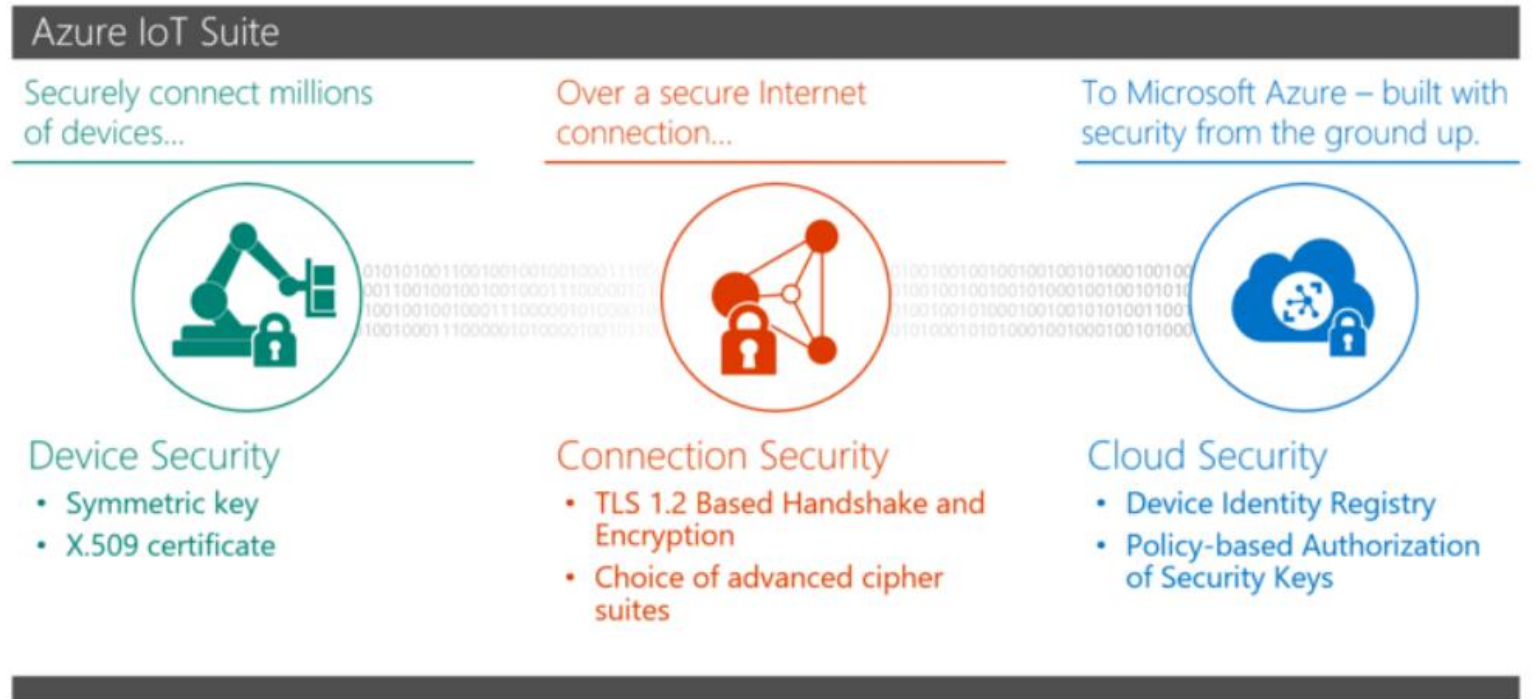 Azure IoT Suite
Securely connect millions
of devices...
Over a secure Internet
connection...
To Microsoft Azure – built with
security from the ground up.
Device Security
• Symmetric key
• X.509 certificate
Connection Security
• TLS 1.2 Based Handshake and
Encryption
• Choice of advanced cipher
suites
Cloud Security
• Device Identity Registry
• Policy-based Authorization
of Security Keys